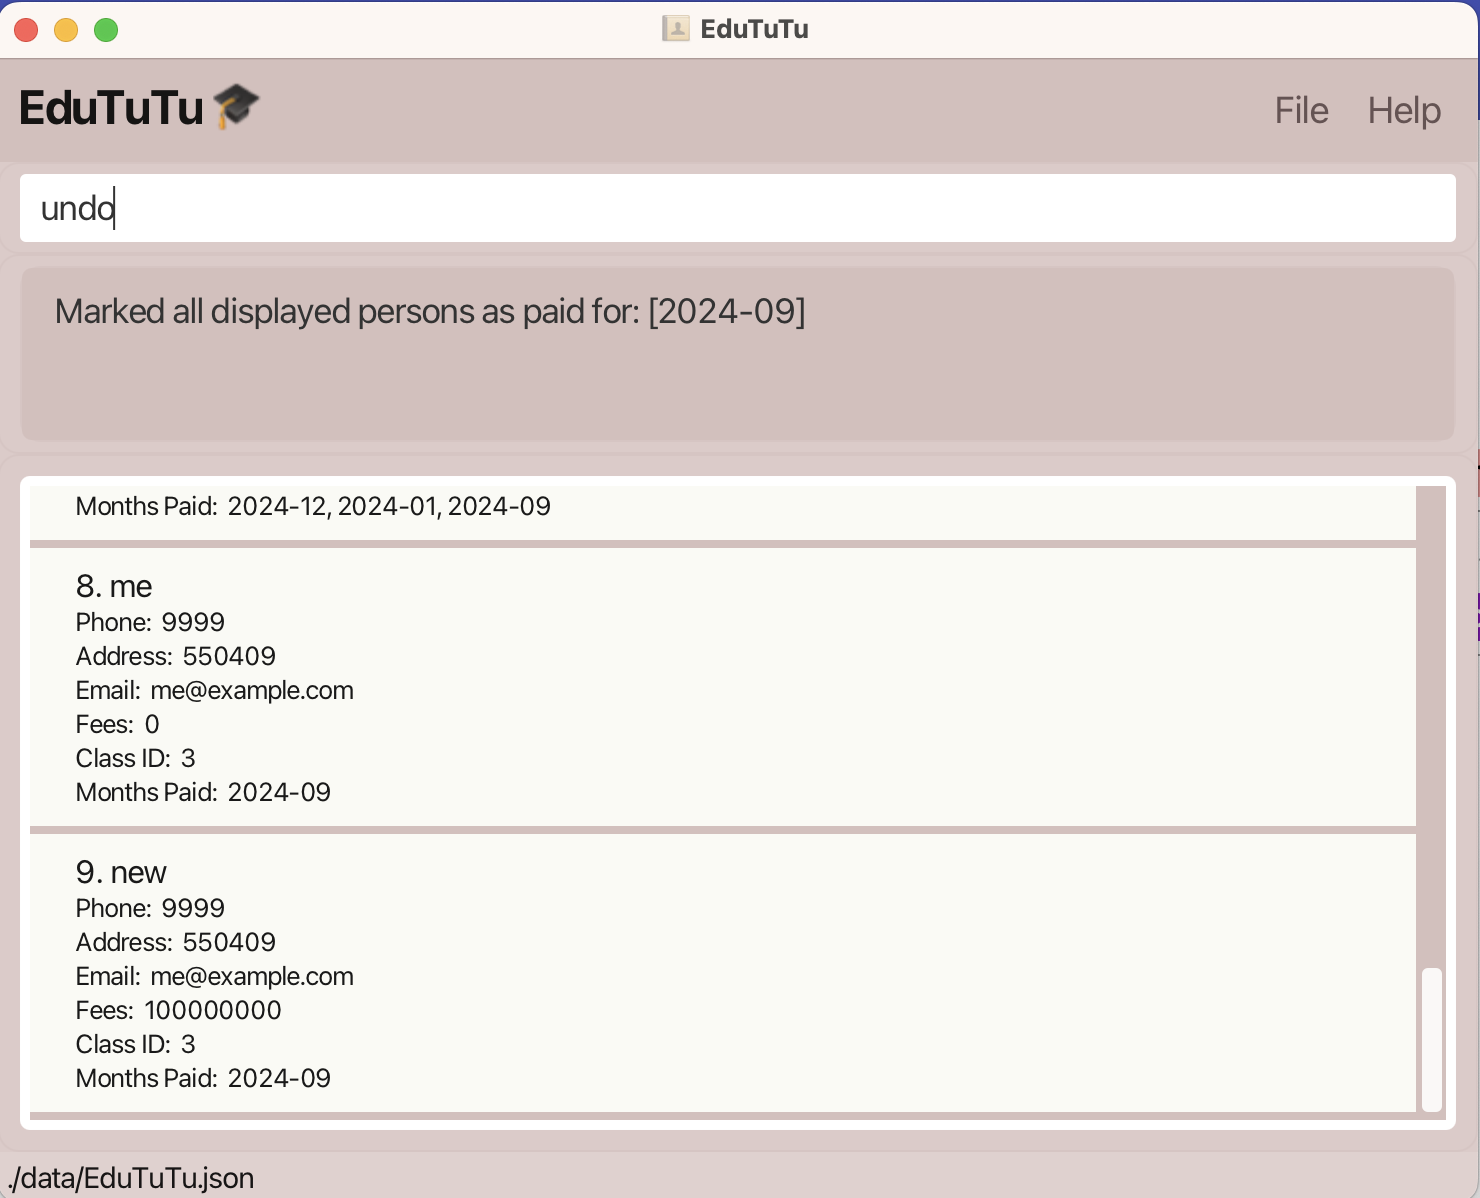 EduTuTu
EduTuTu
File Help
undo
Marked all displayed persons as paid for: [2024-09]
Months Paid: 2024-12, 2024-01, 2024-09
8. me
Phone: 9999
Address: 550409
Email: me@example.com
Fees: 0
Class ID: 3
Months Paid: 2024-09
9. new
Phone: 9999
Address: 550409
Email: me@example.com
Fees: 100000000
Class ID: 3
Months Paid: 2024-09
./data/EduTuTu.json